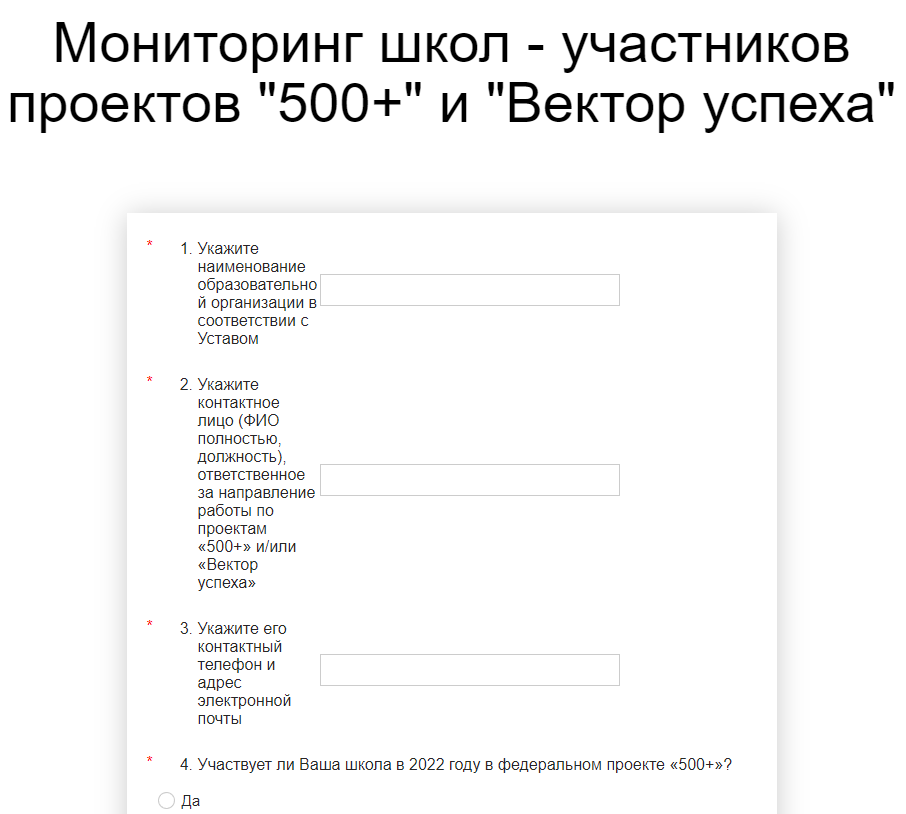 Мониторинг школ - участников
проектов "500+" и "Вектор успеха"
* 1. Укажите
наименование
образовательно
й организации в
соответствии с
Уставом
* 2. Укажите
контактное
лицо (ФИО
полностью,
должность),
ответственное
за направление
работы по
проектам
«500+» и/или
«Вектор
успеха»
* 3. Укажите его
контактный
телефон и
адрес
электронной
почты
* 4. Участвует ли Ваша школа в 2022 году в федеральном проекте «500+»?
Да